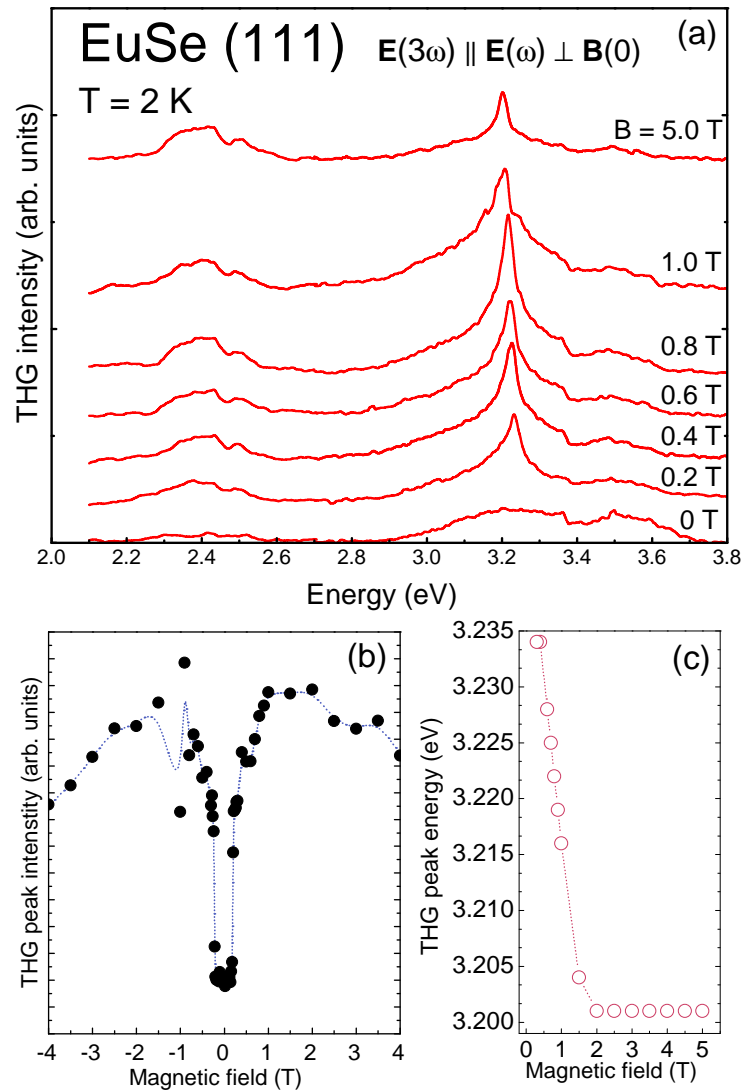 EuSe (111) E(3ω) || E(ω) ⊥ B(0) (a)
T = 2 K
B = 5.0 T
1.0 T
0.8 T
0.6 T
0.4 T
0.2 T
0 T
THG intensity (arb. units)
2.0 2.2 2.4 2.6 2.8 3.0 3.2 3.4 3.6 3.8
Energy (eV)
(b)
THG peak intenstity (arb. units)
-4 -3 -2 -1 0 1 2 3 4
Magnetic field (T)
(c)
3.235
3.230
3.225
3.220
3.215
3.210
3.205
3.200
THG peak energy (eV)
0 1 2 3 4 5
Magnetic field (T)